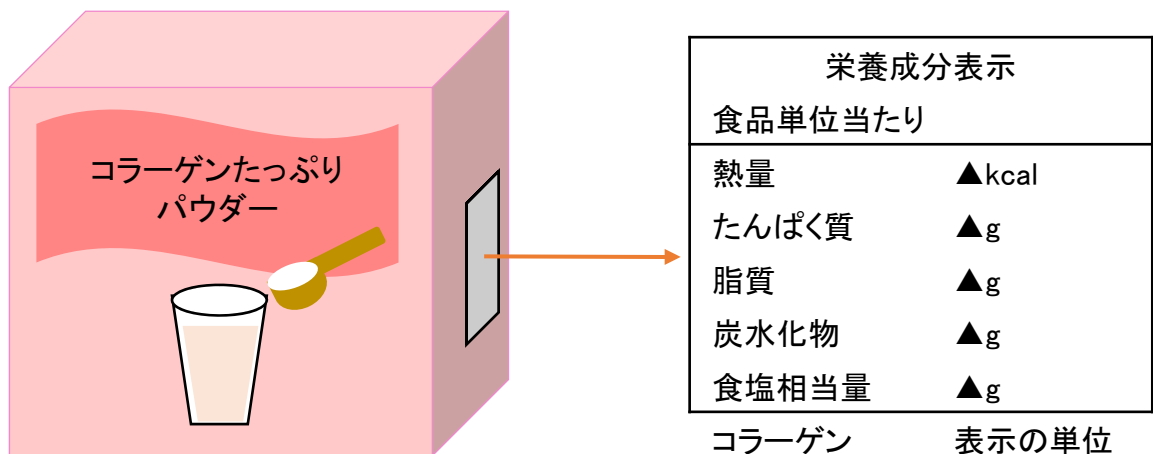 コラーゲンたっぷり
パウダー
栄養成分表示
食品単位当たり
熱量 ▲kcal
たんぱく質 ▲g
脂質 ▲g
炭水化物 ▲g
食塩相当量 ▲g
コラーゲン 表示の単位